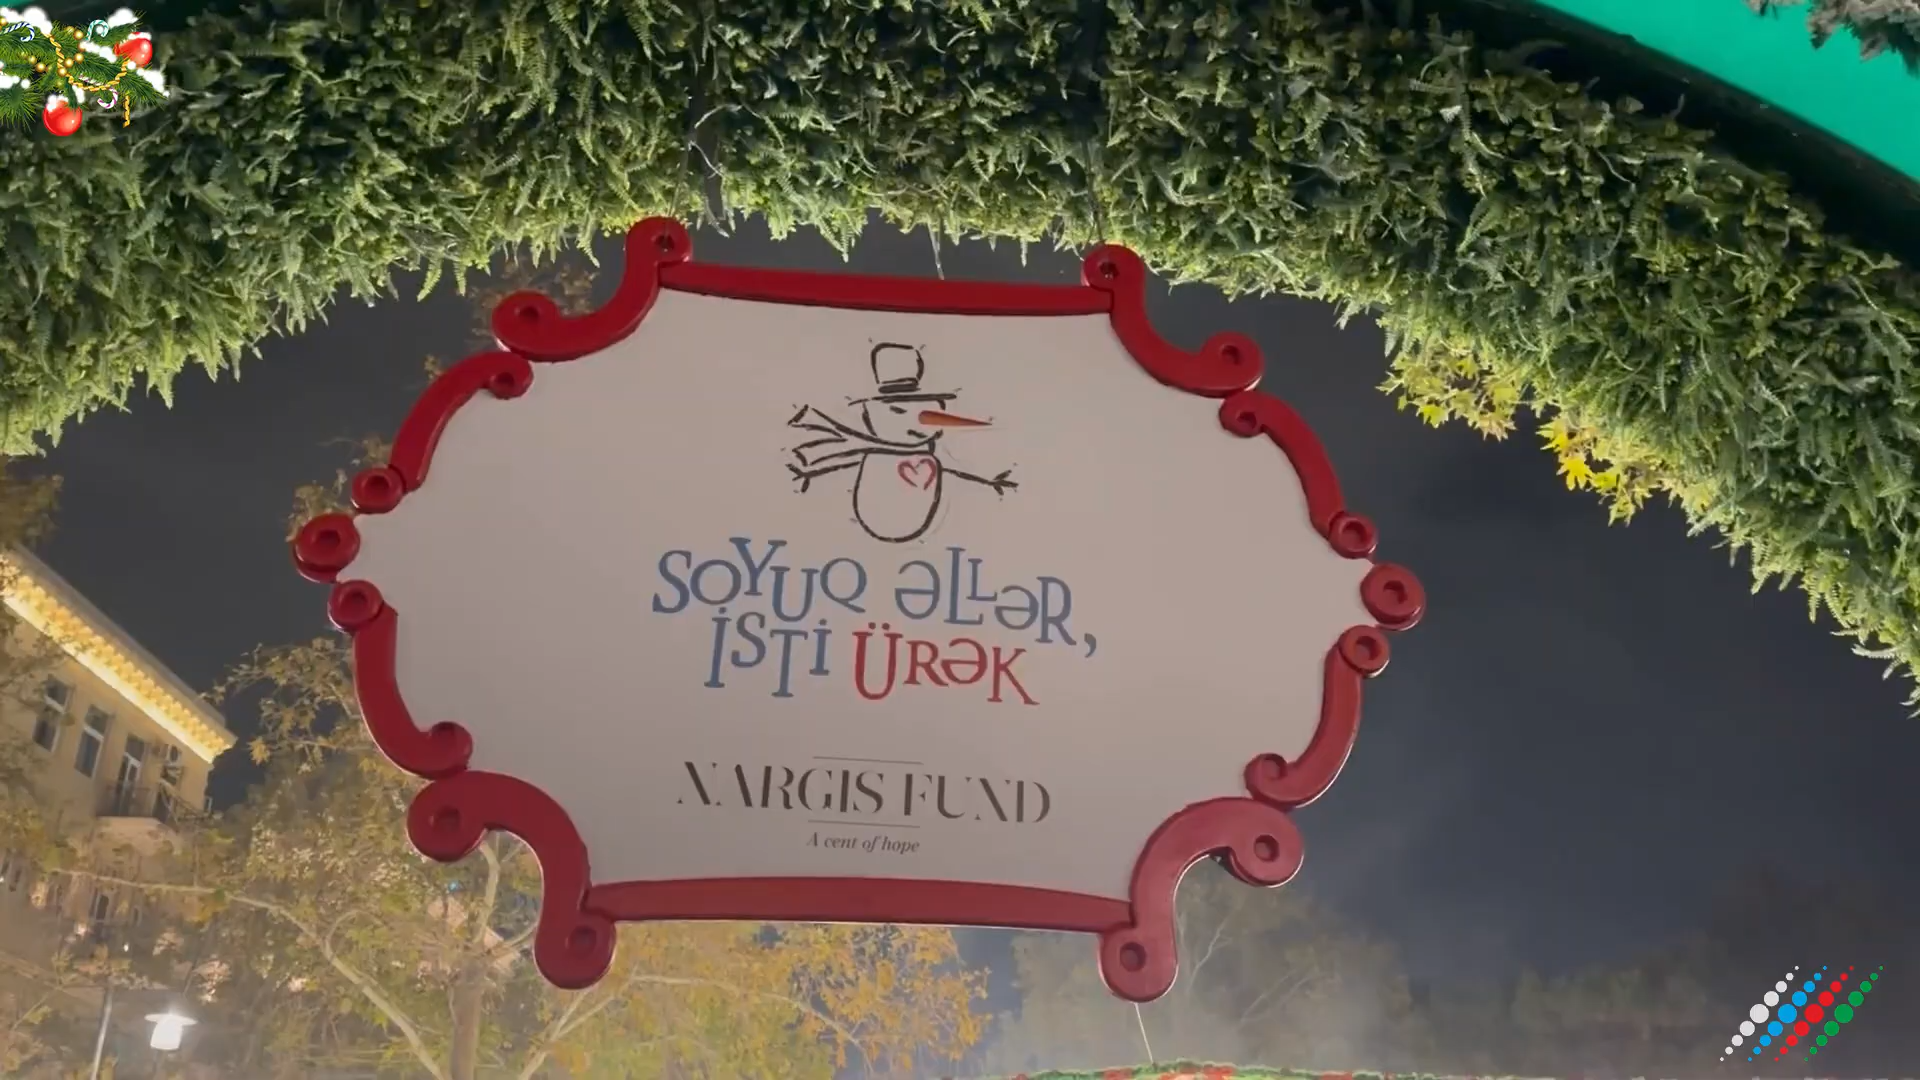 SOYUQ ƏLLƏR,
İSTİ ÜRƏK
NARGIS FUND
A cent of hope